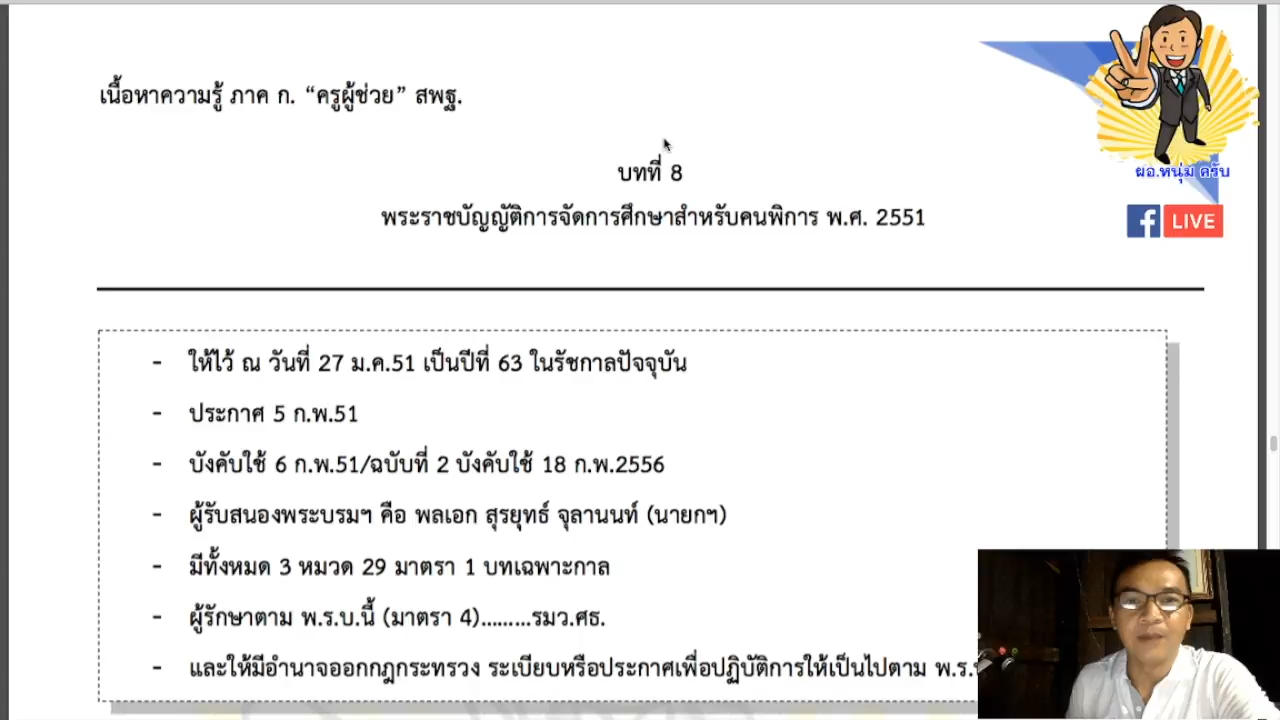 เนื้อหาความรู้ ภาค ก. “ครูผู้ช่วย” สพฐ.
ผอ.หนุ่ม ครับ
f LIVE
บทที่ 8
พระราชบัญญัติการจัดการศึกษาสำหรับคนพิการ พ.ศ. 2551
- ให้ไว้ ณ วันที่ 27 ม.ค.51 เป็นปีที่ 63 ในรัชกาลปัจจุบัน
- ประกาศ 5 ก.พ.51
- บังคับใช้ 6 ก.พ.51/ฉบับที่ 2 บังคับใช้ 18 ก.พ.2556
- ผู้รับสนองพระบรมฯ คือ พลเอก สุรยุทธ์ จุลานนท์ (นายกฯ)
- มีทั้งหมด 3 หมวด 29 มาตรา 1 บทเฉพาะกาล
- ผู้รักษาตาม พ.ร.บ.นี้ (มาตรา 4).........รมว.ศธ.
- และให้มีอำนาจออกกฎกระทรวง ระเบียบหรือประกาศเพื่อปฏิบัติการให้เป็นไปตาม